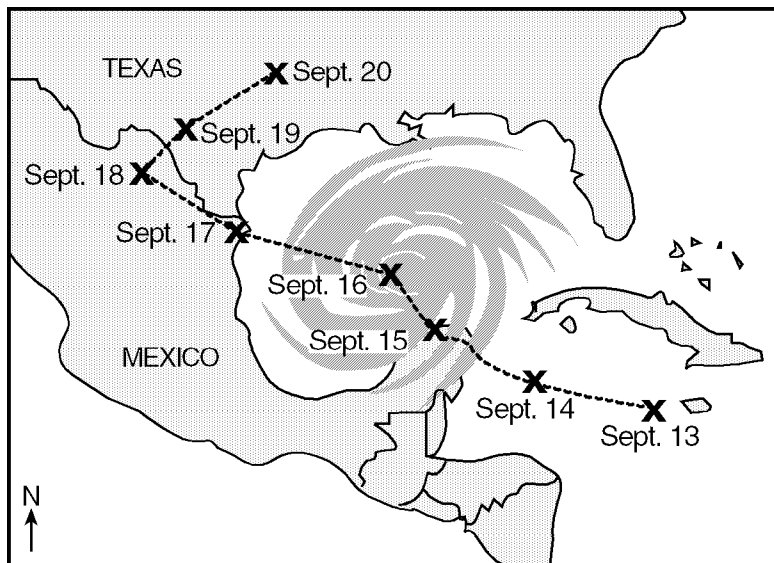 TEXAS
Sept. 20
Sept. 19
Sept. 18
Sept. 17
Sept. 16
Sept. 15
MEXICO
Sept. 14
Sept. 13
N